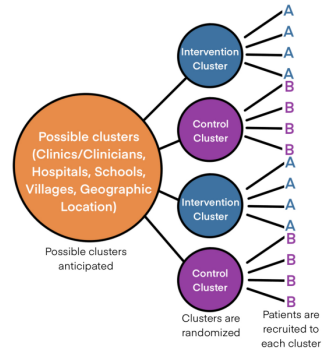 A
A
A
A
Intervention
Cluster
B
B
B
B
Control
Cluster
Possible clusters
(Clinics/Clinicians,
Hospitals, Schools,
Villages, Geographic
Location)
Possible clusters
anticipated
A
A
A
A
Intervention
Cluster
B
B
B
B
Control
Cluster
Clusters are
randomized
Patients are
recruited to
each cluster